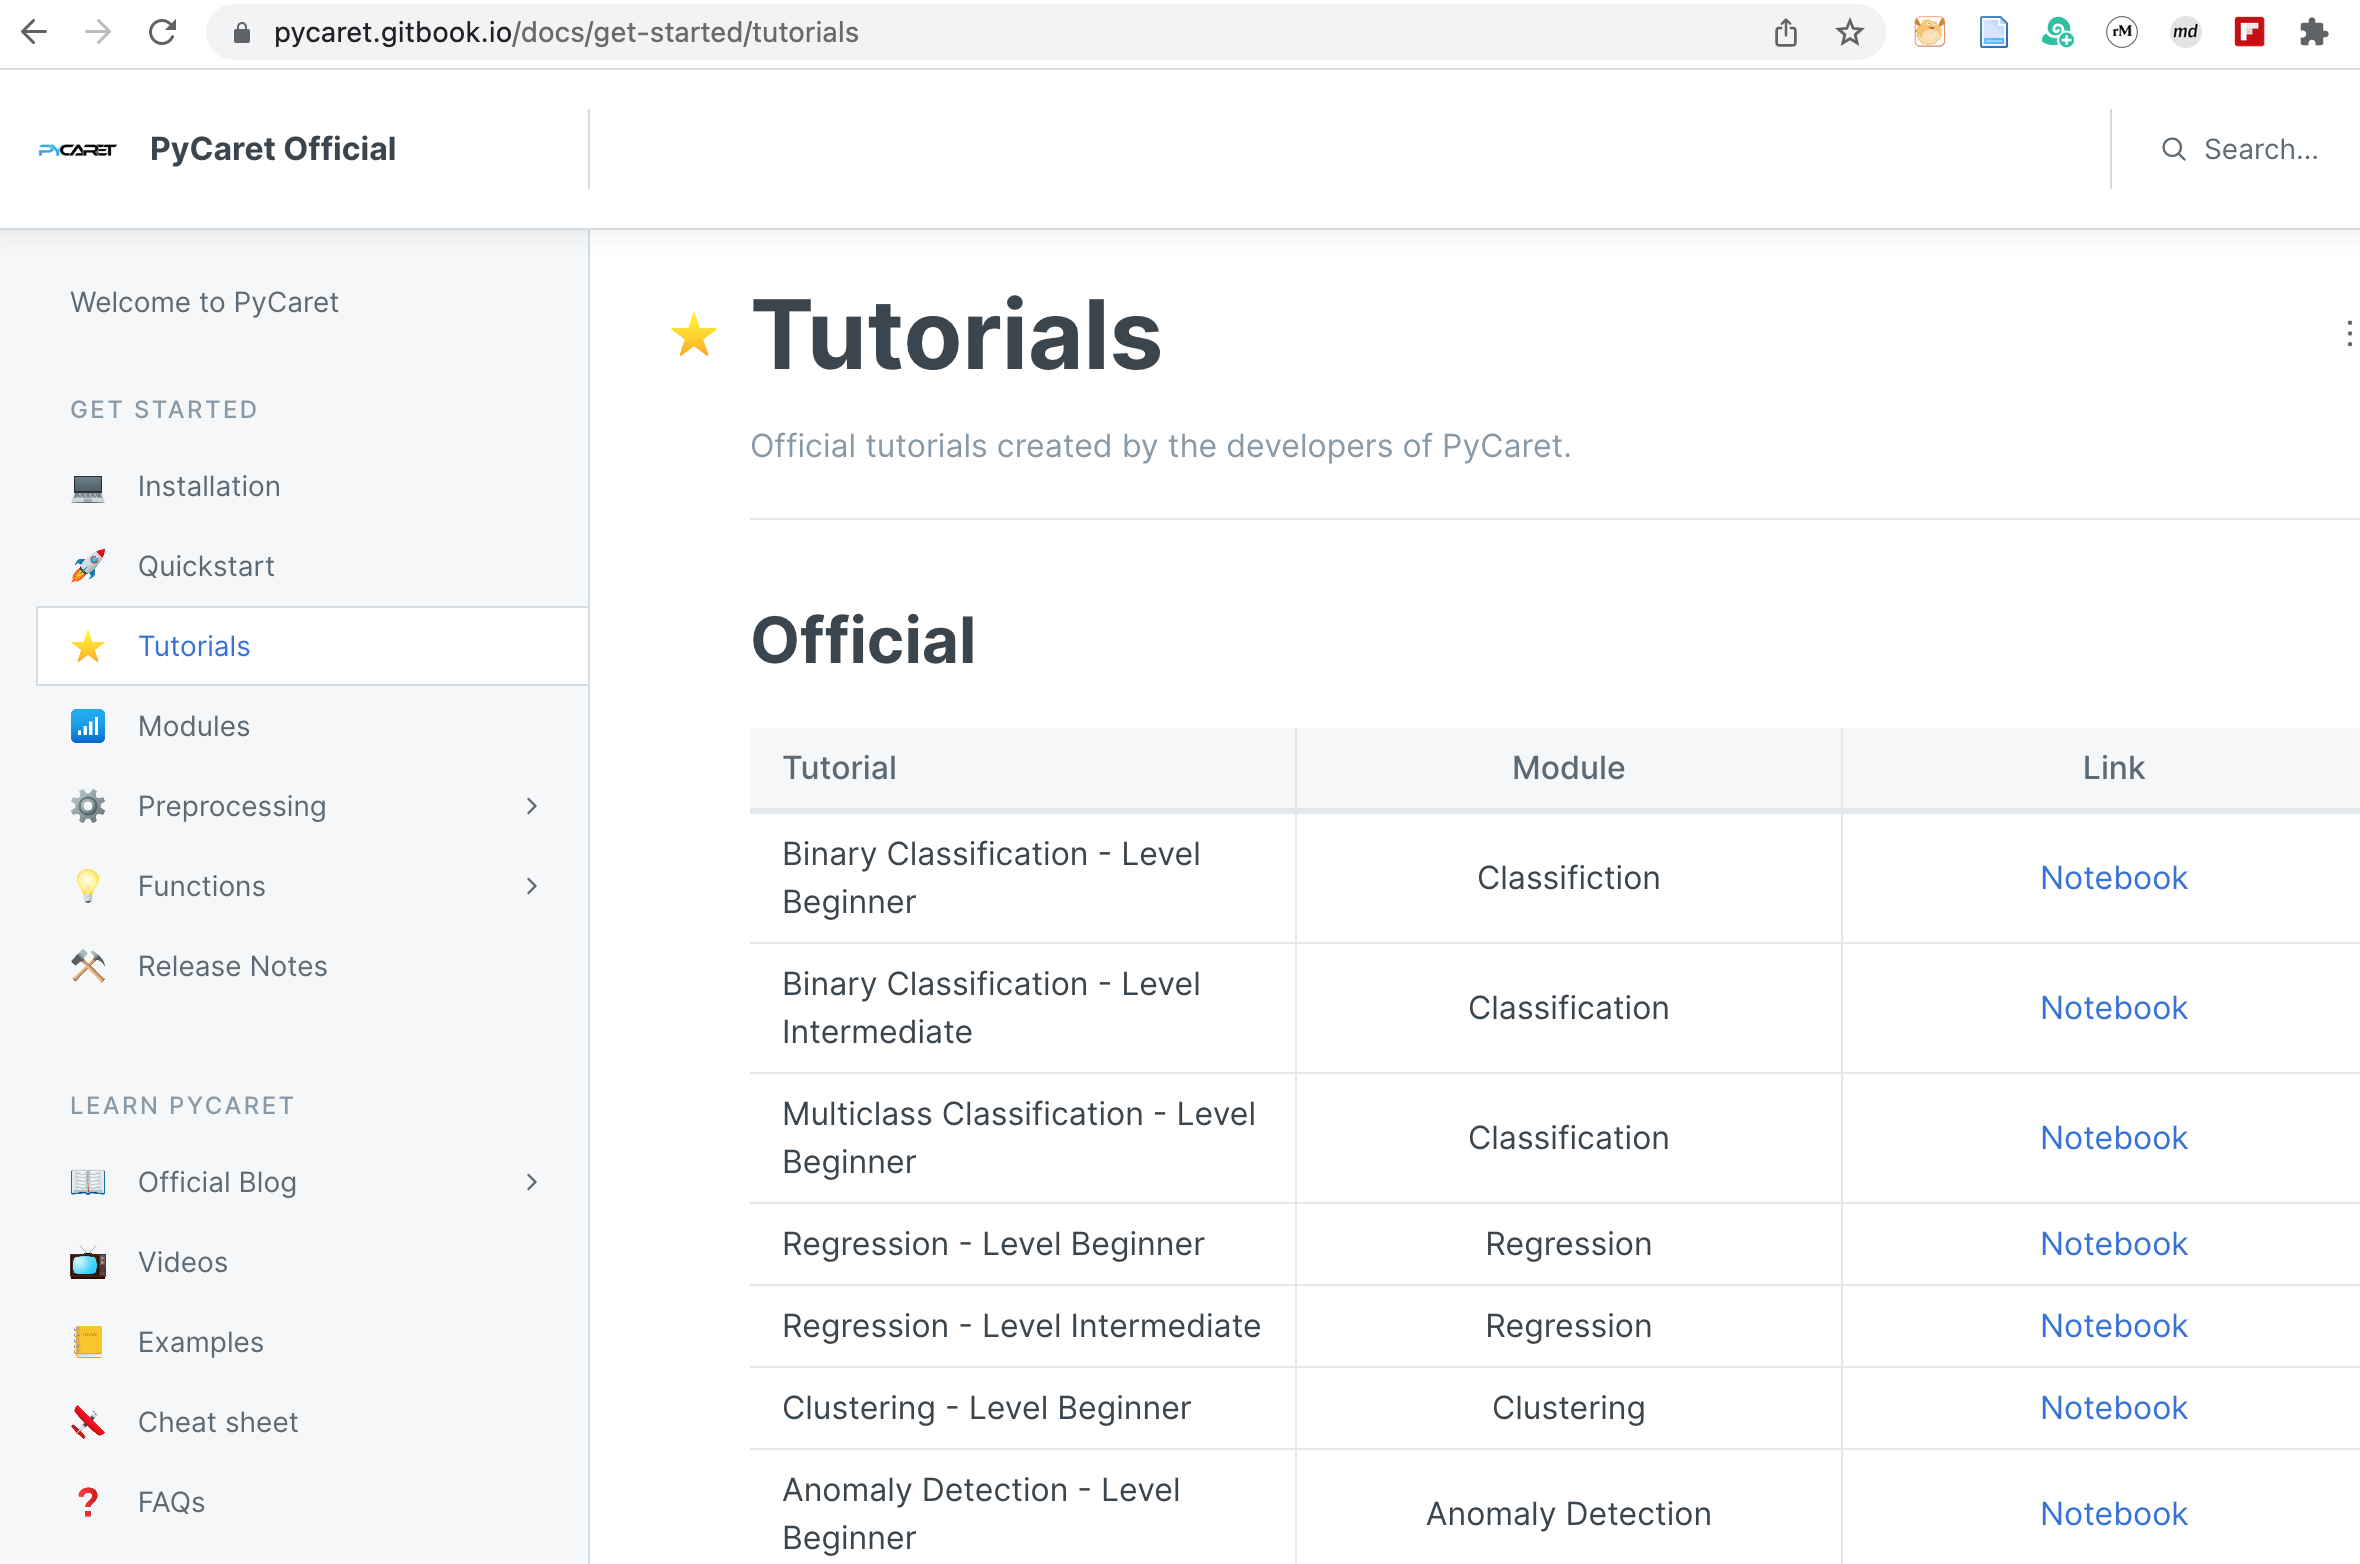 pycaret.gitbook.io/docs/get-started/tutorials
rM
md
PYCARET
PyCaret Official
Search...
Welcome to PyCaret
GET STARTED
Installation
Quickstart
Tutorials
Modules
Preprocessing
Functions
Release Notes
LEARN PYCARET
Official Blog
Videos
Examples
Cheat sheet
FAQs
Tutorials
Official tutorials created by the developers of PyCaret.
Official
Tutorial Module Link
Binary Classification - Level
Beginner
Classifiction Notebook
Binary Classification - Level
Intermediate
Classification Notebook
Multiclass Classification - Level
Beginner
Classification Notebook
Regression - Level Beginner Regression Notebook
Regression - Level Intermediate Regression Notebook
Clustering - Level Beginner Clustering Notebook
Anomaly Detection - Level
Beginner
Anomaly Detection Notebook